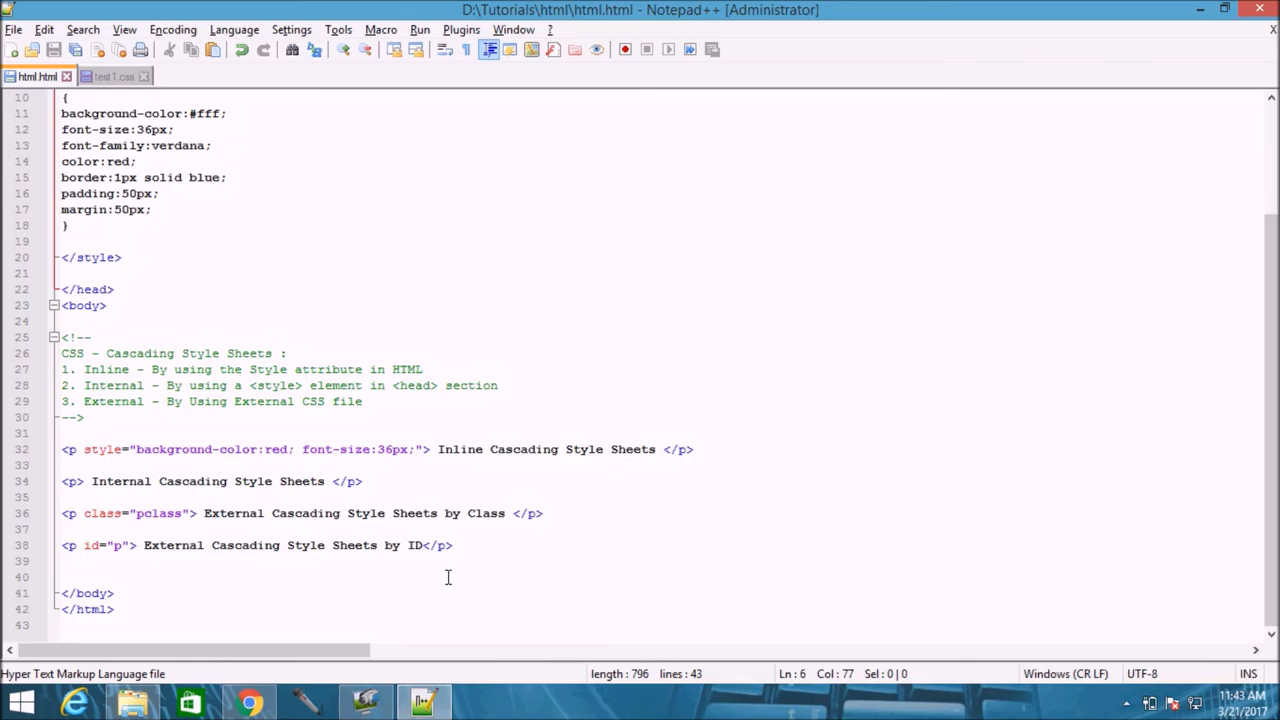 D:\Tutorials\html\html.html - Notepad++ [Administrator]
File Edit Search View Encoding Language Settings Tools Macro Run Plugins Window ? X
html.html test1.css
10 {
11 background-color:#fff;
12 font-size:36px;
13 font-family:verdana;
14 color:red;
15 border:1px solid blue;
16 padding:50px;
17 margin:50px;
18 }
19
20 </style>
21
22 </head>
23 <body>
24
25 <!--
26 CSS - Cascading Style Sheets :
27 1. Inline - By using the Style attribute in HTML
28 2. Internal - By using a <style> element in <head> section
29 3. External - By Using External CSS file
30 -->
31
32 <p style="background-color:red; font-size:36px;"> Inline Cascading Style Sheets </p>
33
34 <p> Internal Cascading Style Sheets </p>
35
36 <p class="pclass"> External Cascading Style Sheets by Class </p>
37
38 <p id="p"> External Cascading Style Sheets by ID</p>
39
40
41 </body>
42 </html>
43
Hyper Text Markup Language file length : 796 lines : 43 Ln : 6 Col : 77 Sel : 0 | 0 Windows (CR LF) UTF-8 INS
11:43 AM
3/21/2017